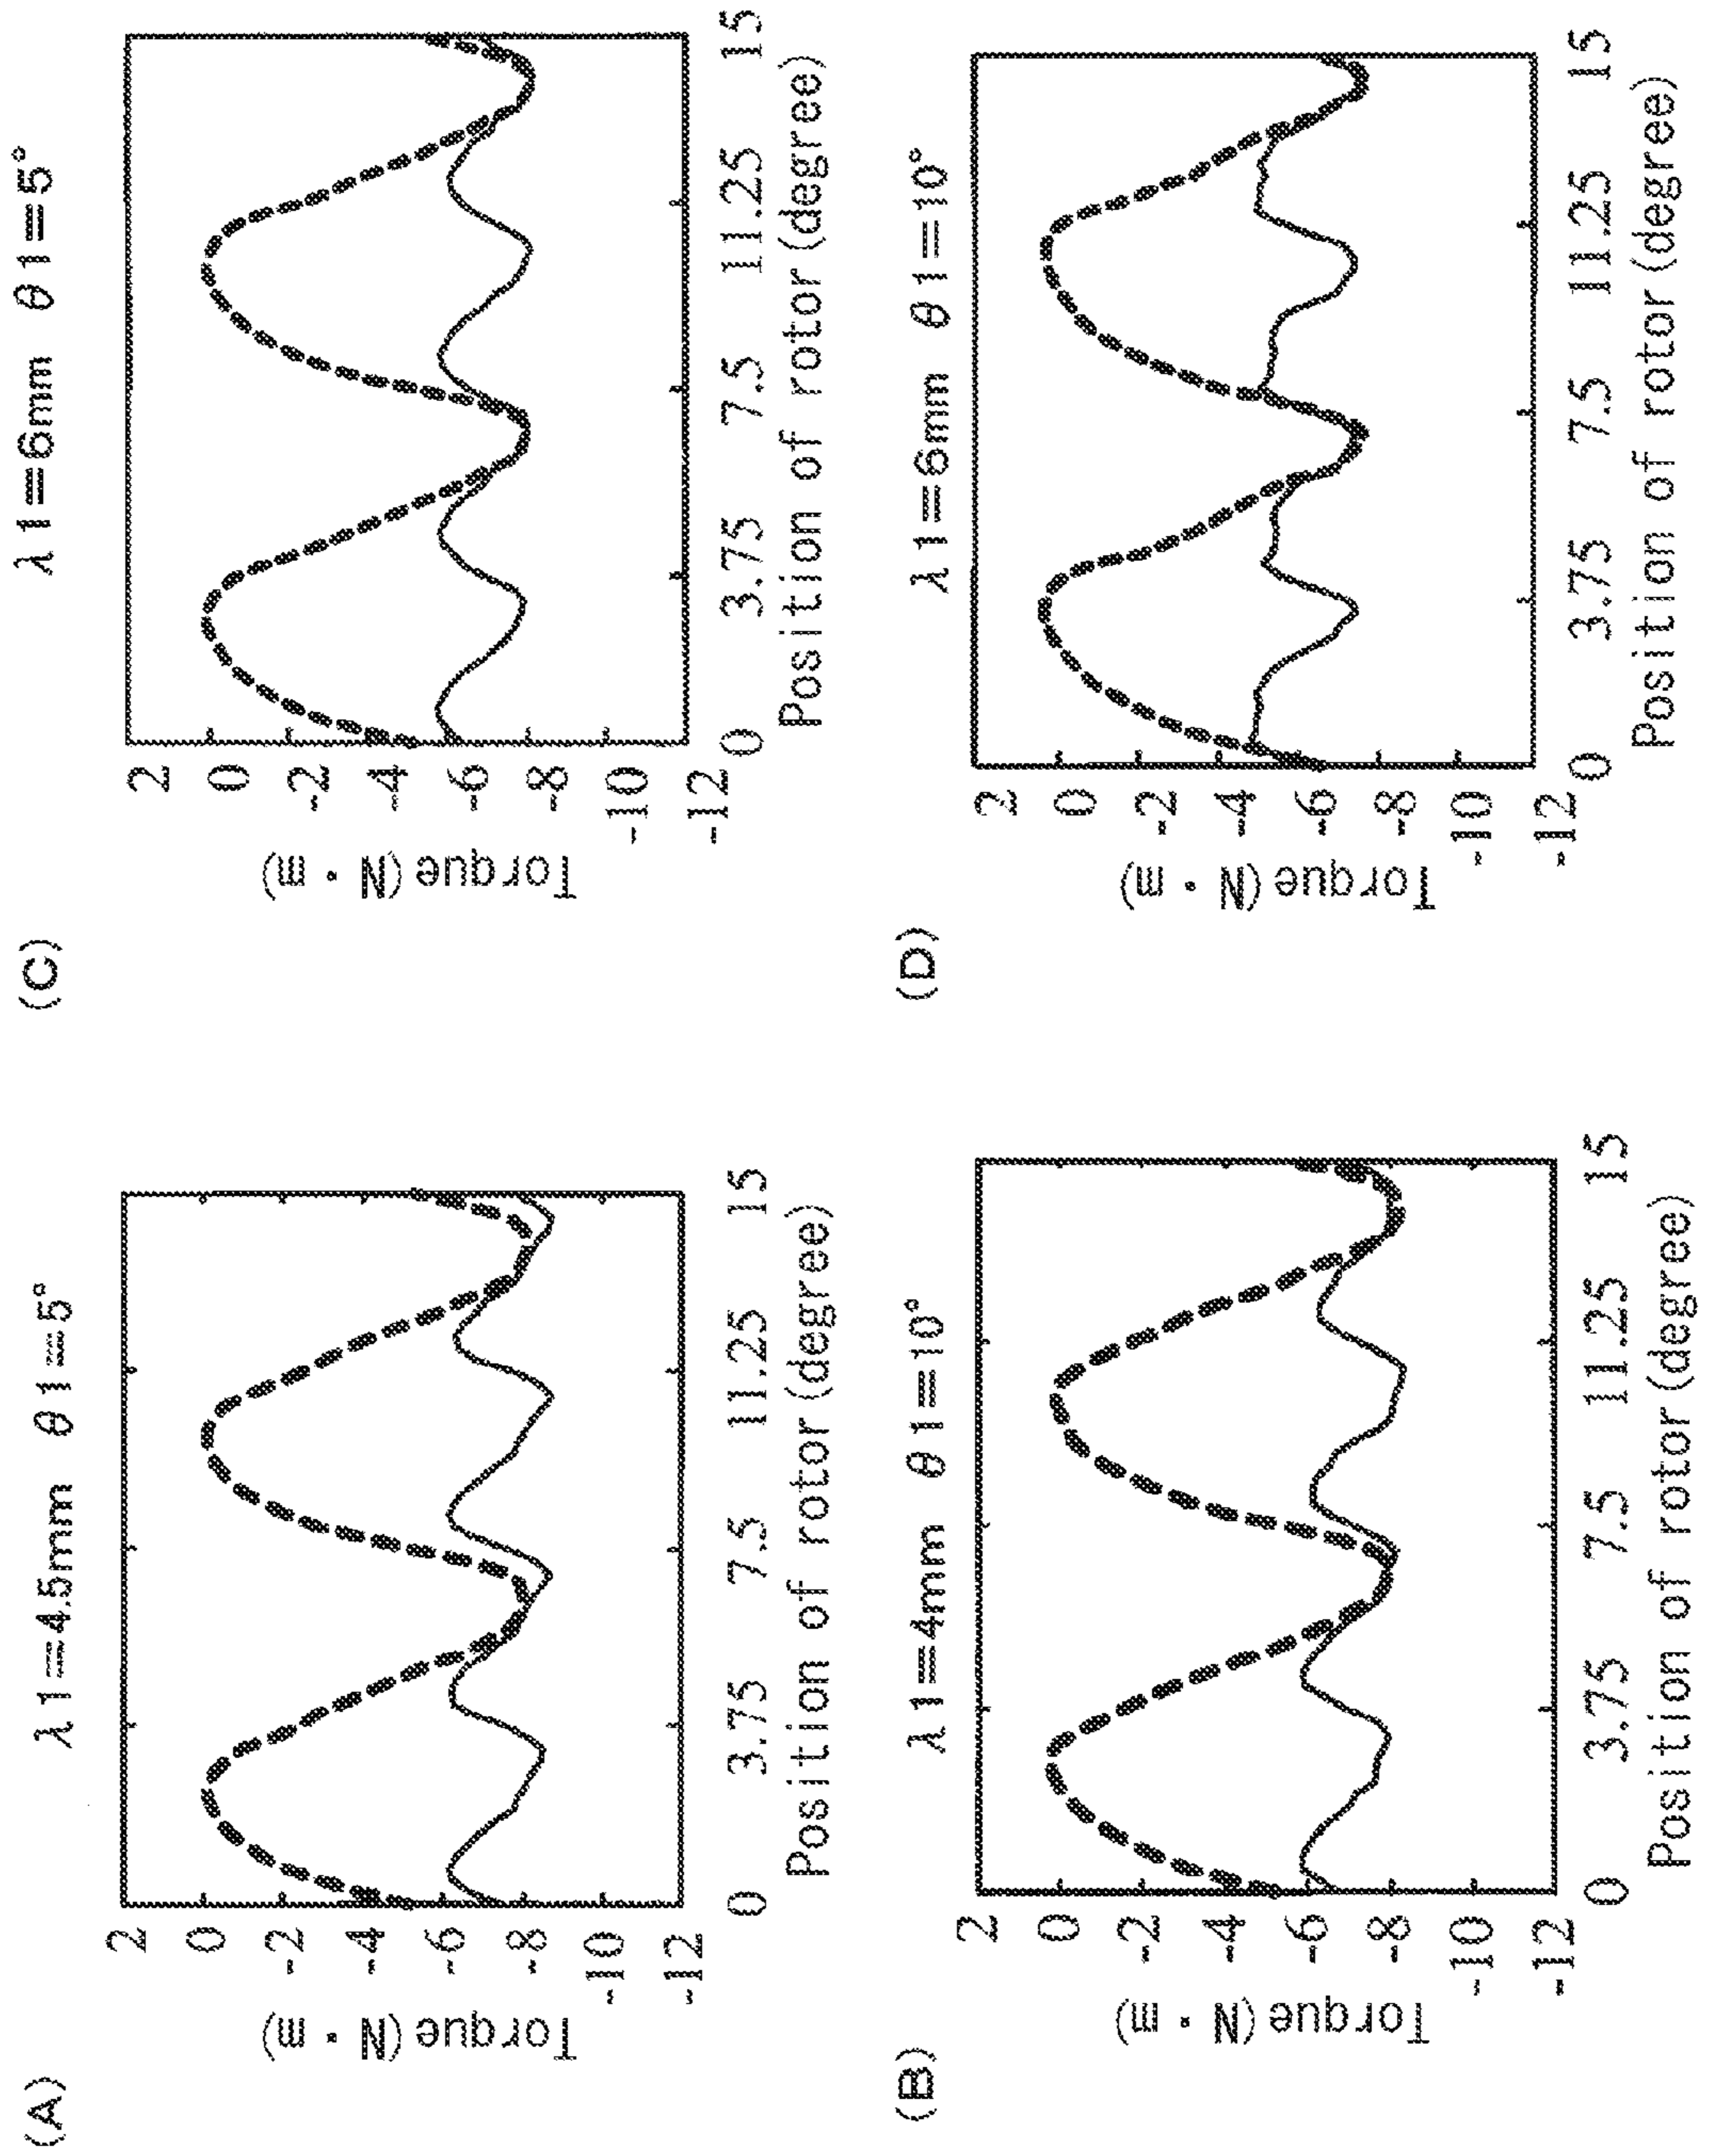 (A)
λ1=4.5mm θ1=5°
Torque(N・m)
2
0
-2
-4
-6
-8
-10
-12
0 3.75 7.5 11.25 15
Position of rotor(degree)
(C)
λ1=6mm θ1=5°
Torque(N・m)
2
0
-2
-4
-6
-8
-10
-12
0 3.75 7.5 11.25 15
Position of rotor(degree)
(B)
λ1=4mm θ1=10°
Torque(N・m)
2
0
-2
-4
-6
-8
-10
-12
0 3.75 7.5 11.25 15
Position of rotor(degree)
(D)
λ1=6mm θ1=10°
Torque(N・m)
2
0
-2
-4
-6
-8
-10
-12
0 3.75 7.5 11.25 15
Position of rotor(degree)